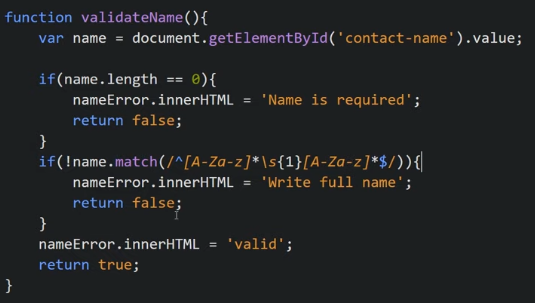 function validateName(){
    var name = document.getElementById('contact-name').value;

    if(name.length == 0){
        nameError.innerHTML = 'Name is required';
        return false;
    }
    if(!name.match(/^[A-Za-z]*\s{1}[A-Za-z]*$/)){
        nameError.innerHTML = 'Write full name';
        return false;
    }
    nameError.innerHTML = 'valid';
    return true;
}